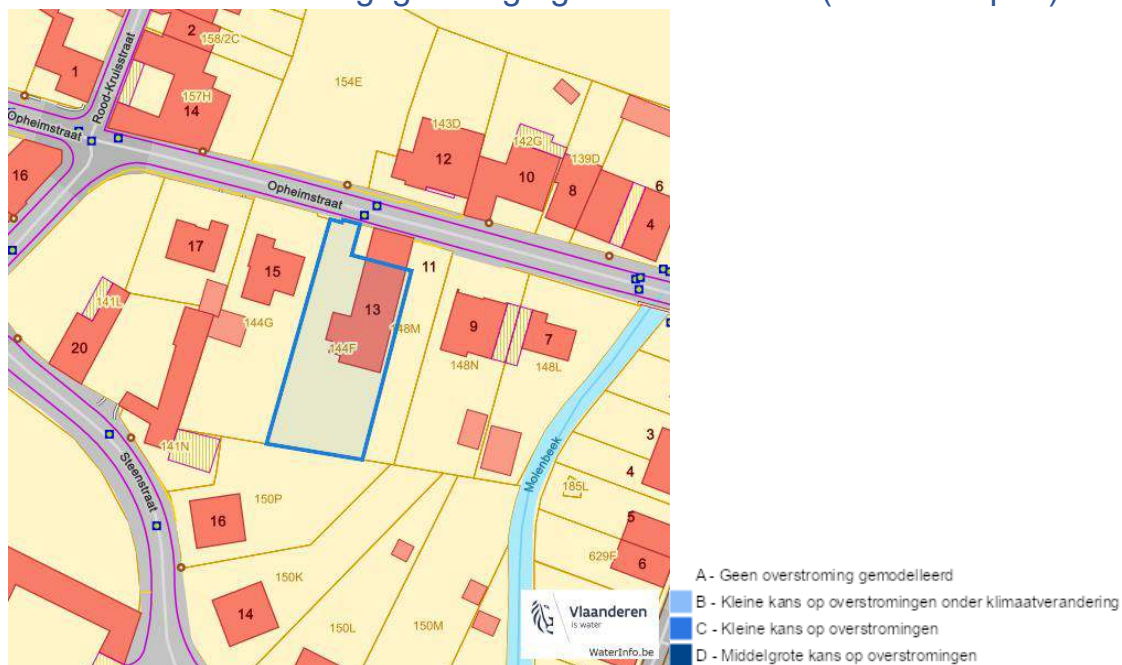 Opheimstraat
Rood-Kruisstraat
2
158/2C
1
157H
14
154E
143D
12
142G
10
139D
8
6
4
16
Opheimstraat
17
15
11
13
9
7
141L
144G
144F
148M
148N
148L
20
141N
Steenstraat
150P
16
150K
14
150L
150M
Molenbeek
185L
3
4
5
6
629F
Vlaanderen
is water
WaterInfo.be
A - Geen overstroming gemodelleerd
B - Kleine kans op overstromingen onder klimaatverandering
C - Kleine kans op overstromingen
D - Middelgrote kans op overstromingen